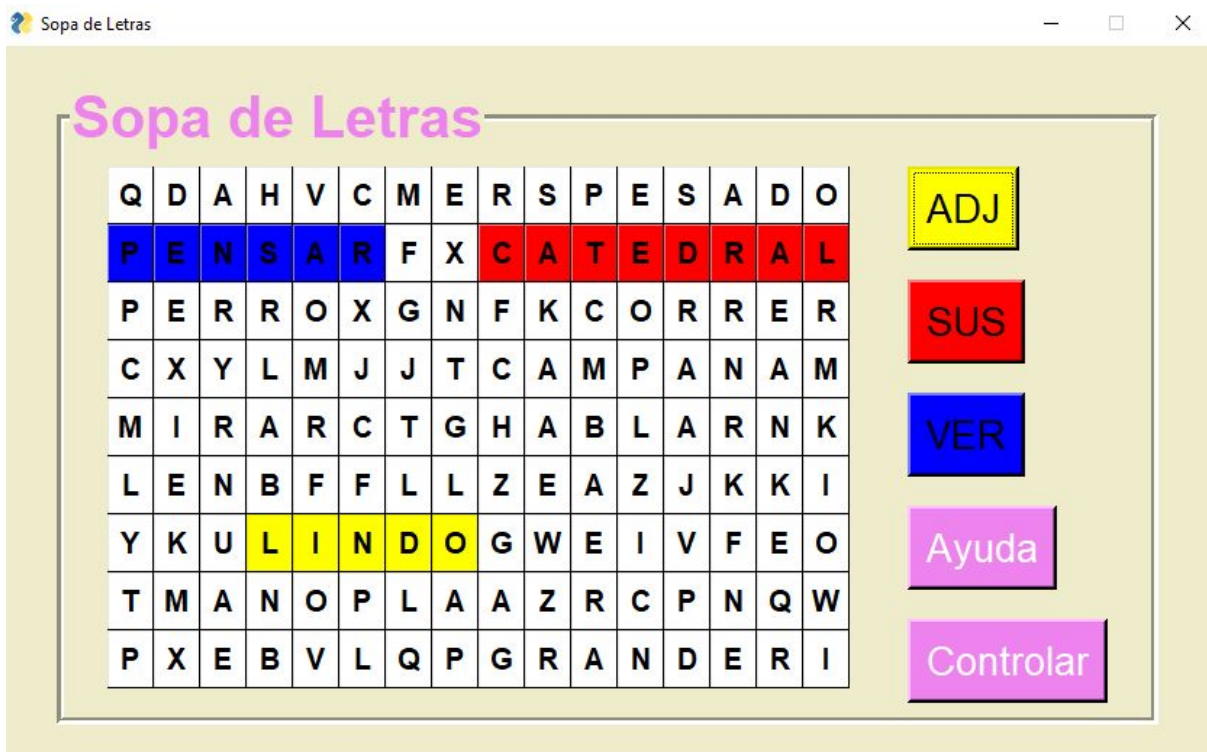 Sopa de Letras
Sopa de Letras
Q D A H V C M E R S P E S A D O
ADJ
P E N S A R F X C A T E D R A L
P E R R O X G N F K C O R R E R
SUS
C X Y L M J J T C A M P A N A M
M I R A R C T G H A B L A R N K
VER
L E N B F F L L Z E A Z J K K I
Y K U L I N D O G W E I V F E O
Ayuda
T M A N O P L A A Z R C P N Q W
P X E B V L Q P G R A N D E R I
Controlar